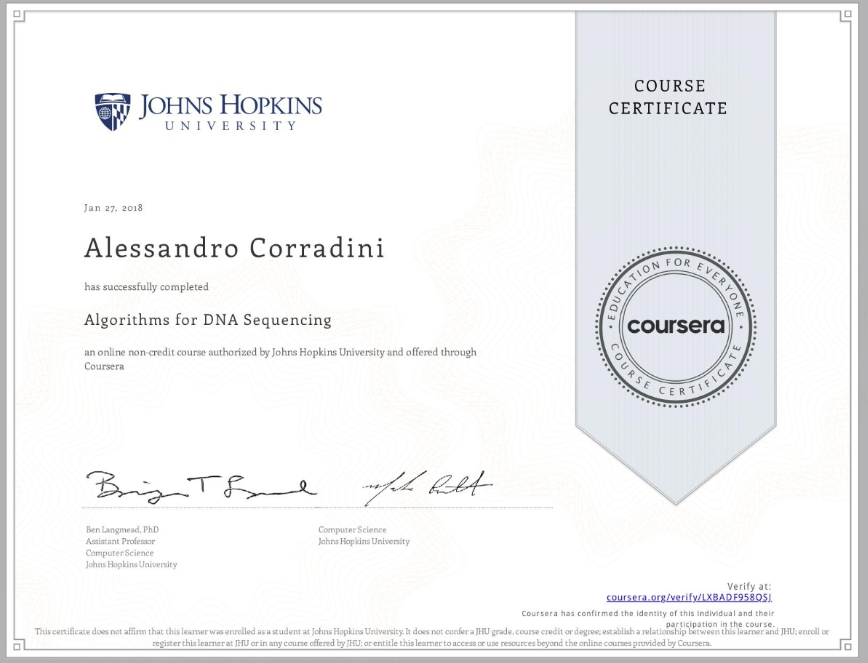 JOHNS HOPKINS
UNIVERSITY
COURSE
CERTIFICATE
Jan 27, 2018
Alessandro Corradini
has successfully completed
Algorithms for DNA Sequencing
an online non-credit course authorized by Johns Hopkins University and offered through
Coursera
EDUCATION FOR EVERYONE
coursera
COURSE CERTIFICATE
Ben Langmead, PhD
Assistant Professor
Computer Science
Johns Hopkins University
Computer Science
Johns Hopkins University
Verify at:
coursera.org/verify/LXBADF958QSJ
Coursera has confirmed the identity of this individual and their
participation in the course.
This certificate does not affirm that this learner was enrolled as a student at Johns Hopkins University. It does not confer a JHU grade, course credit or degree; establish a relationship between this learner and JHU; enroll or
register this learner at JHU or in any course offered by JHU; or entitle this learner to access or use resources beyond the online courses provided by Coursera.